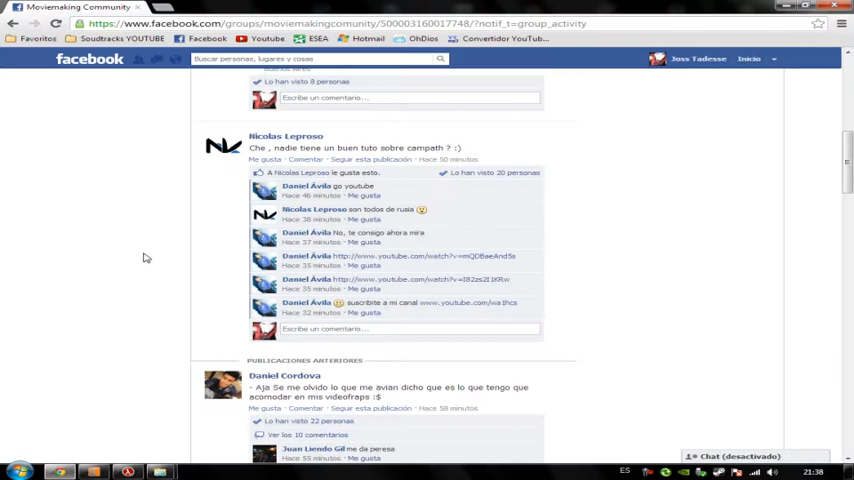 Moviemaking Community
https://www.facebook.com/groups/moviemakingcomunity/500003160017748/?notif_t=group_activity
Favoritos Soudtracks YOUTUBE Facebook Youtube ESEA Hotmail OhDios Convertidor YouTub...
facebook Buscar personas, lugares y cosas Joss Tadesse Inicio
Buenos Aires
Lo han visto 8 personas
Escribe un comentario...
Nicolas Leproso
Che , nadie tiene un buen tuto sobre campath ? :)
Me gusta · Comentar · Seguir esta publicación · Hace 50 minutos
A Nicolas Leproso le gusta esto. Lo han visto 20 personas
Daniel Ávila go youtube
Hace 46 minutos · Me gusta
Nicolas Leproso son todos de rusia
Hace 38 minutos · Me gusta
Daniel Ávila No, te consigo ahora mira
Hace 37 minutos · Me gusta
Daniel Ávila http://www.youtube.com/watch?v=mQDBaeAnd5s
Hace 35 minutos · Me gusta
Daniel Ávila http://www.youtube.com/watch?v=I82zs2I1KRw
Hace 35 minutos · Me gusta
Daniel Ávila suscribite a mi canal
Hace 32 minutos · Me gusta
Escribe un comentario...
PUBLICACIONES ANTERIORES
Daniel Cordova
- Aja Se me olvido lo que me avian dicho que es lo que tengo que
acomodar en mis videofraps :$
Me gusta · Comentar · Seguir esta publicación · Hace 58 minutos
Lo han visto 22 personas
Ver los 10 comentarios
Juan Liendo Gil me da peresa
Hace 55 minutos · Me gusta
Chat (desactivado)
ES 21:38